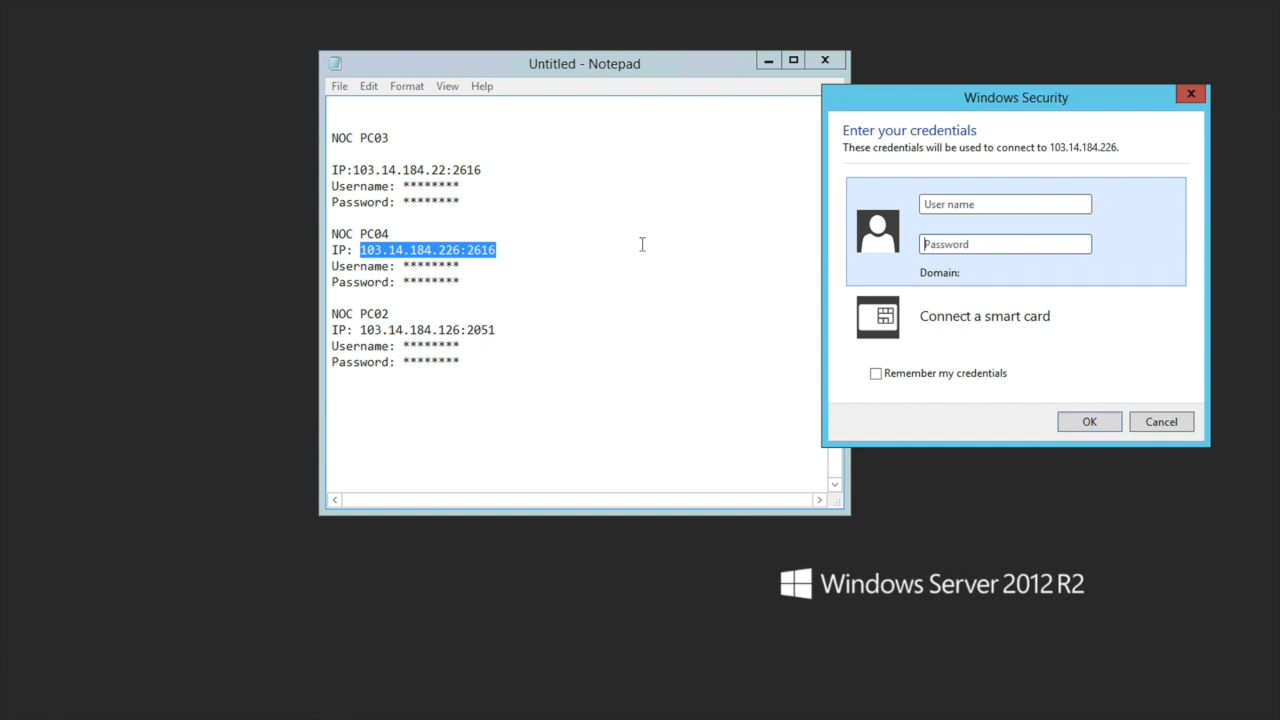 Untitled - Notepad
File Edit Format View Help
NOC PC03
IP:103.14.184.22:2616
Username: ********
Password: ********
NOC PC04
IP: 103.14.184.226:2616
Username: ********
Password: ********
NOC PC02
IP: 103.14.184.126:2051
Username: ********
Password: ********
Windows Security
X
Enter your credentials
These credentials will be used to connect to 103.14.184.226.
User name
Password
Domain:
Connect a smart card
Remember my credentials
OK Cancel
Windows Server 2012 R2